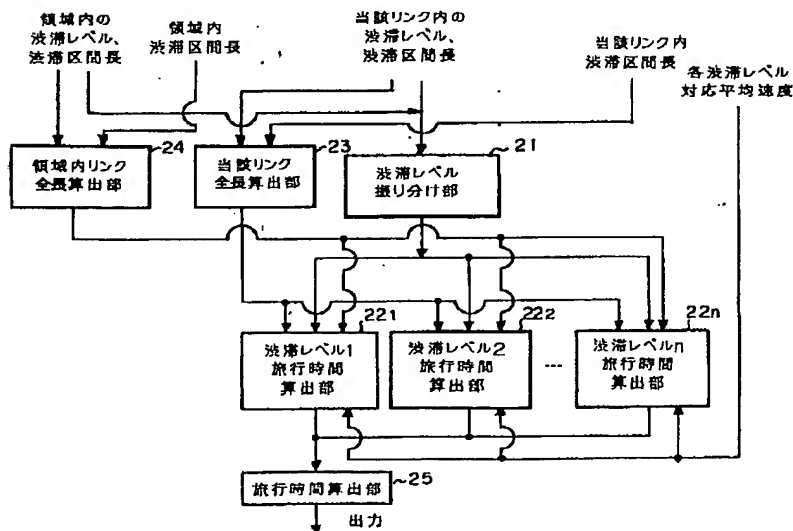 領域内の
渋滞レベル、
渋滞区間長
領域内
渋滞区間長
当該リンク内の
渋滞レベル、
渋滞区間長
当該リンク内
渋滞区間長
各渋滞レベル
対応平均速度
24
領域内リンク
全長算出部
23
当該リンク
全長算出部
21
渋滞レベル
振り分け部
221
渋滞レベル1
旅行時間
算出部
222
渋滞レベル2
旅行時間
算出部
...
22n
渋滞レベルn
旅行時間
算出部
旅行時間算出部
25
出力